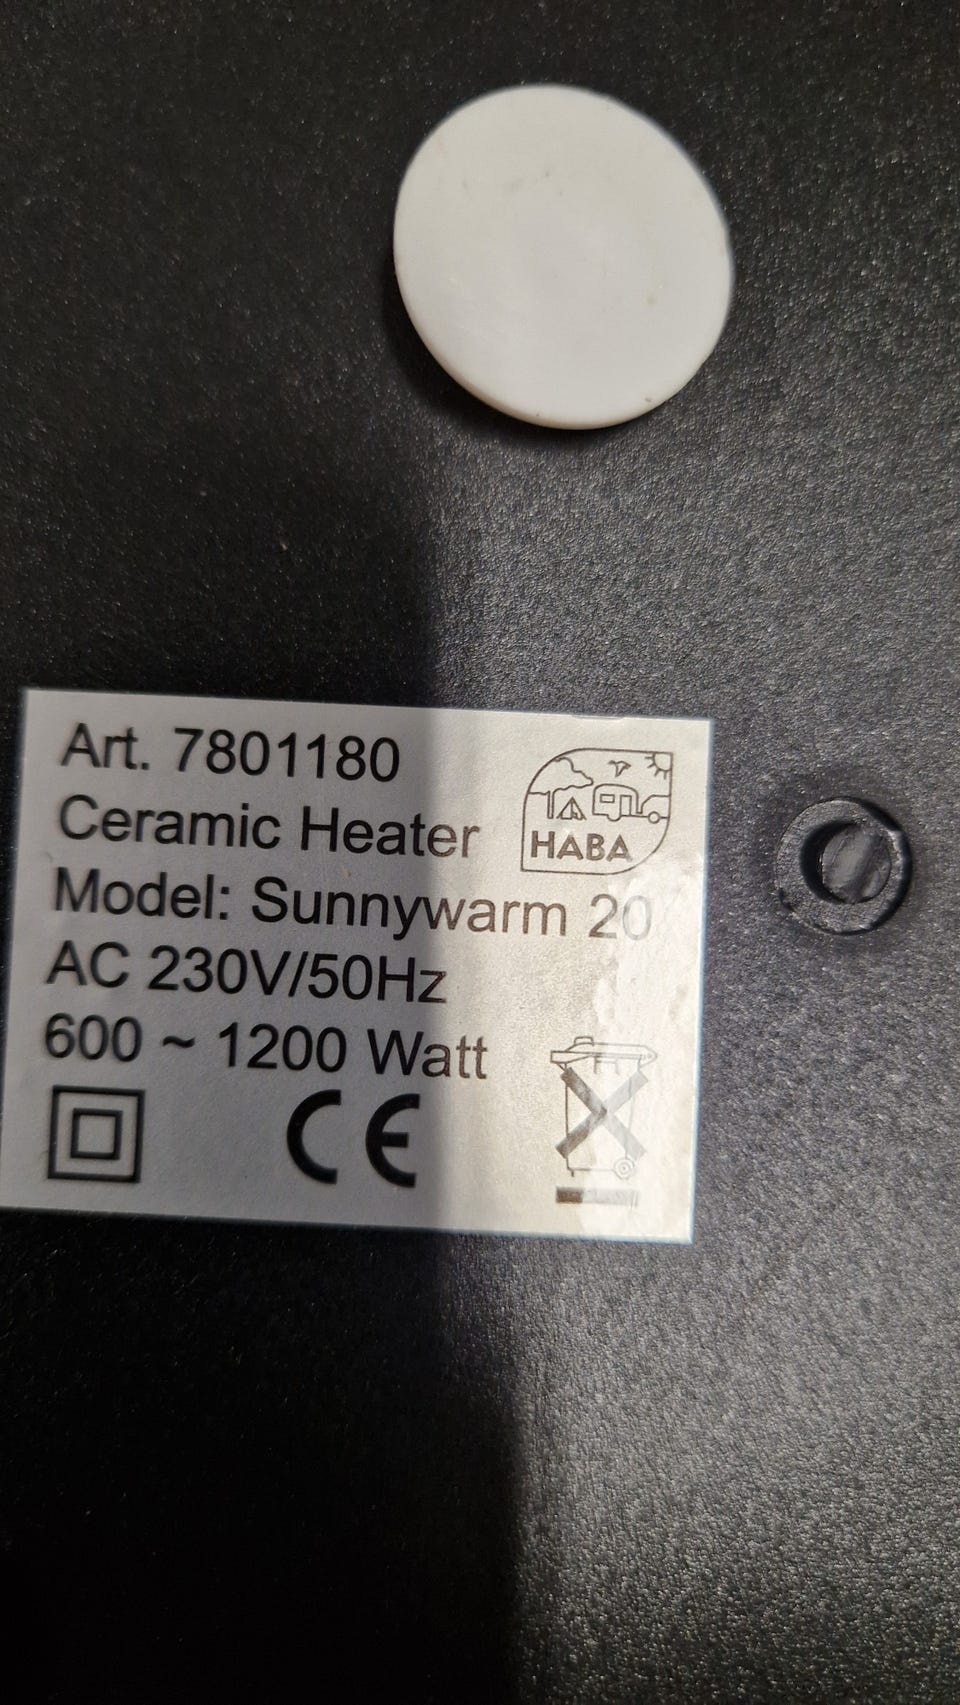 Art. 7801180
Ceramic Heater
HABA
Model: Sunnywarm 20
AC 230V/50Hz
600 ~ 1200 Watt
CE